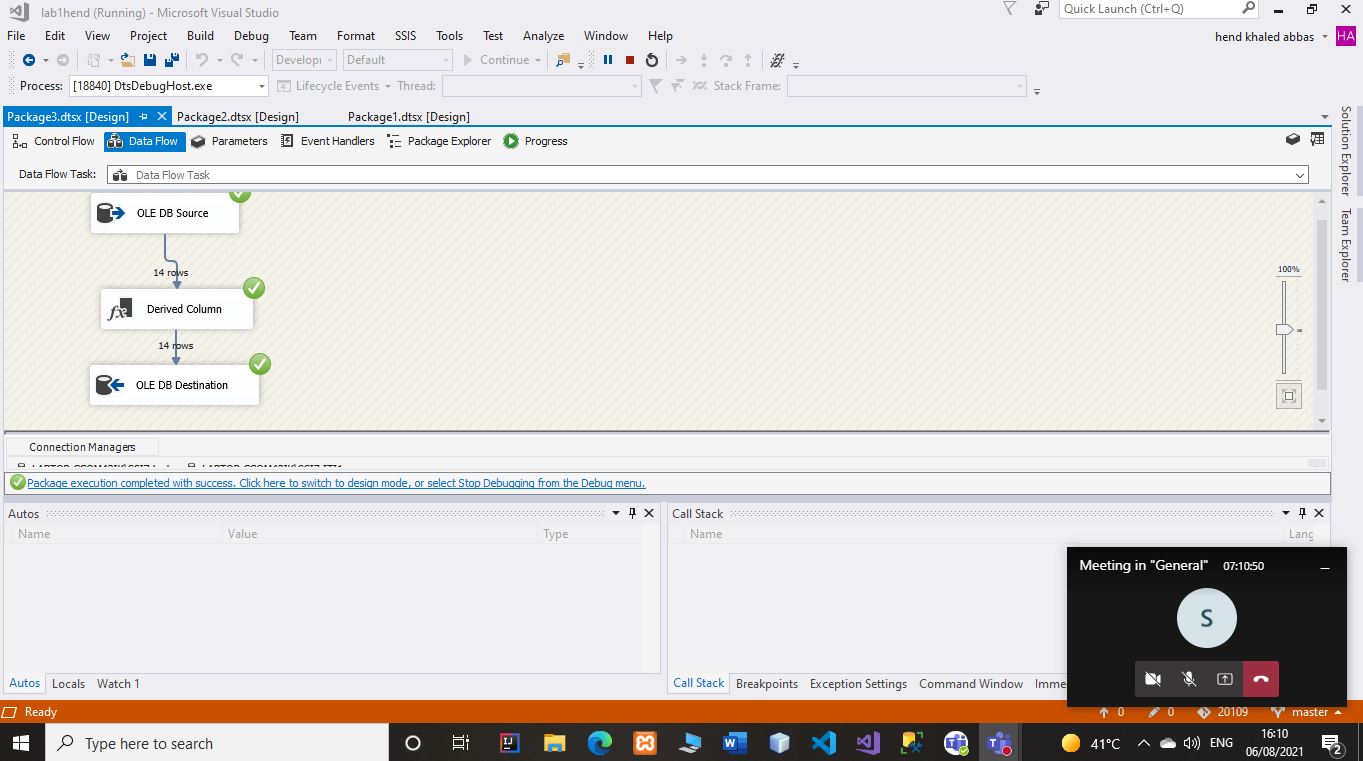 lab1hend (Running) - Microsoft Visual Studio
Quick Launch (Ctrl+Q)
File Edit View Project Build Debug Team Format SSIS Tools Test Analyze Window Help
hend khaled abbas HA
Develop Default Continue
Process: [18840] DtsDebugHost.exe Lifecycle Events Thread: Stack Frame:
Package3.dtsx [Design] Package2.dtsx [Design] Package1.dtsx [Design]
Control Flow Data Flow Parameters Event Handlers Package Explorer Progress
Data Flow Task: Data Flow Task
OLE DB Source
14 rows
Derived Column
14 rows
OLE DB Destination
100%
Solution Explorer
Team Explorer
Connection Managers
Package execution completed with success. Click here to switch to design mode, or select Stop Debugging from the Debug menu.
Autos
Name Value Type
Call Stack
Name Lang
Meeting in "General" 07:10:50
S
Autos Locals Watch 1
Call Stack Breakpoints Exception Settings Command Window Imme
Ready
0 0 20109 master
Type here to search
41°C ENG
16:10
06/08/2021
2